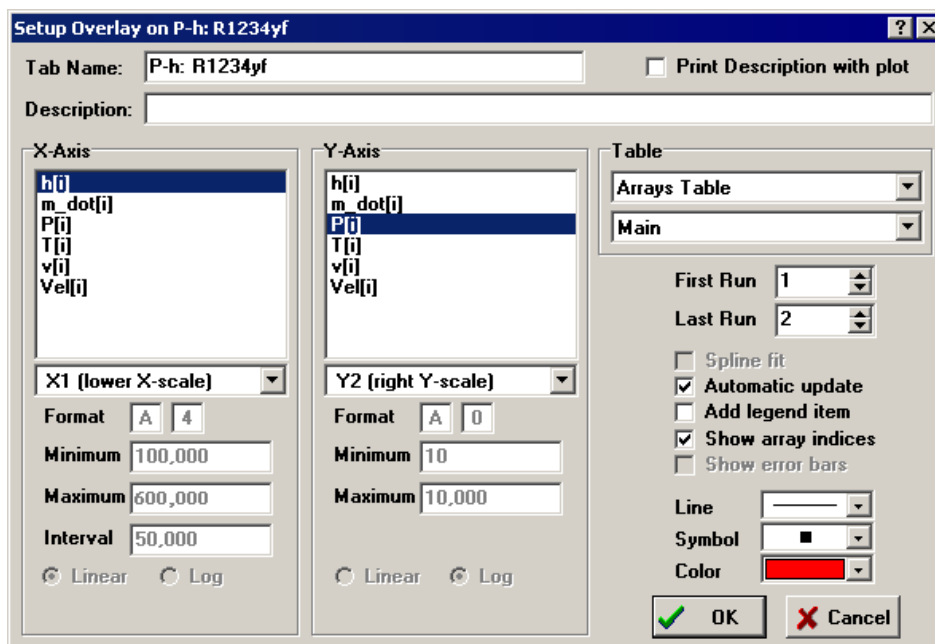 Setup Overlay on P-h: R1234yf
Tab Name: P-h: R1234yf
Print Description with plot
Description:
X-Axis
h[i]
m_dot[i]
P[i]
T[i]
v[i]
Vel[i]
X1 (lower X-scale)
Format A 4
Minimum 100,000
Maximum 600,000
Interval 50,000
Linear Log
Y-Axis
h[i]
m_dot[i]
P[i]
T[i]
v[i]
Vel[i]
Y2 (right Y-scale)
Format A 0
Minimum 10
Maximum 10,000
Linear Log
Table
Arrays Table
Main
First Run 1
Last Run 2
Spline fit
Automatic update
Add legend item
Show array indices
Show error bars
Line
Symbol
Color
OK Cancel